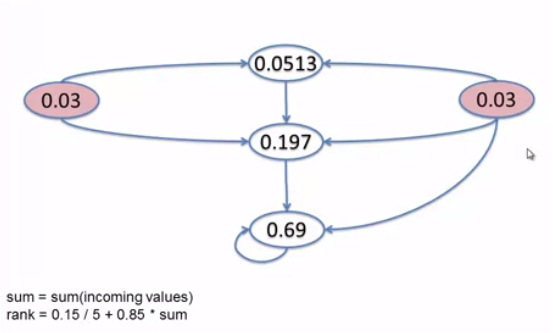 0.0513
0.03
0.03
0.197
0.69
sum = sum(incoming values)
rank = 0.15 / 5 + 0.85 * sum